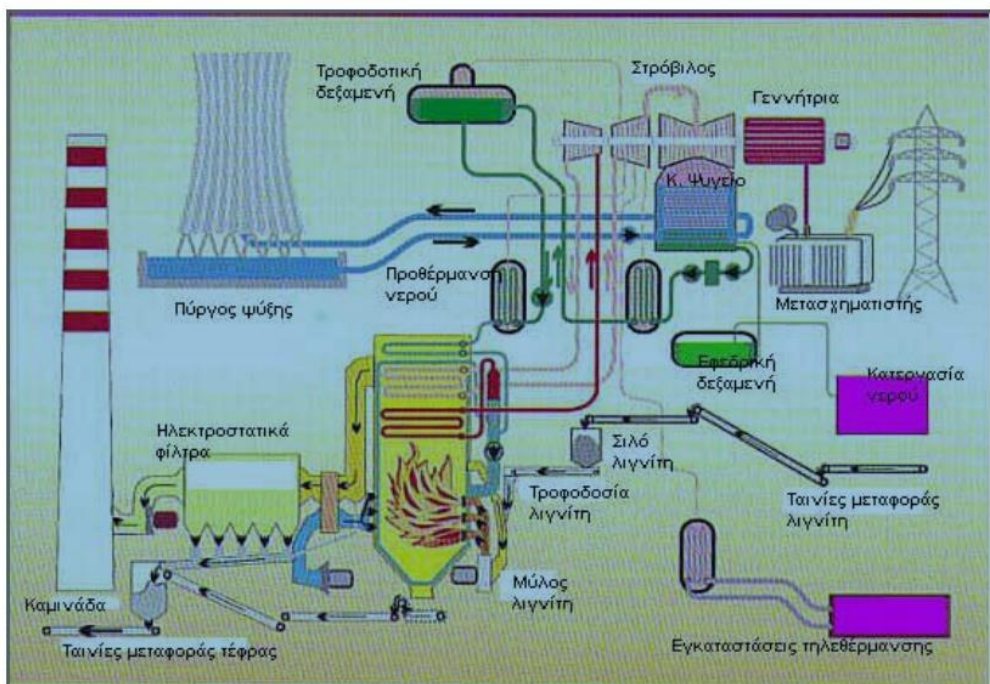 Τροφοδοτική
δεξαμενή
Στρόβιλος
Γεννήτρια
Κ. Ψυγείο
Προθέρμανση
νερού
Πύργος ψύξης
Μετασχηματιστής
Εφεδρική
δεξαμενή
Κατεργασία
νερού
Ηλεκτροστατικά
φίλτρα
Σιλό
λιγνίτη
Τροφοδοσία
λιγνίτη
Ταινίες μεταφοράς
λιγνίτη
Μύλος
λιγνίτη
Καμινάδα
Ταινίες μεταφοράς τέφρας
Εγκαταστάσεις τηλεθέρμανσης